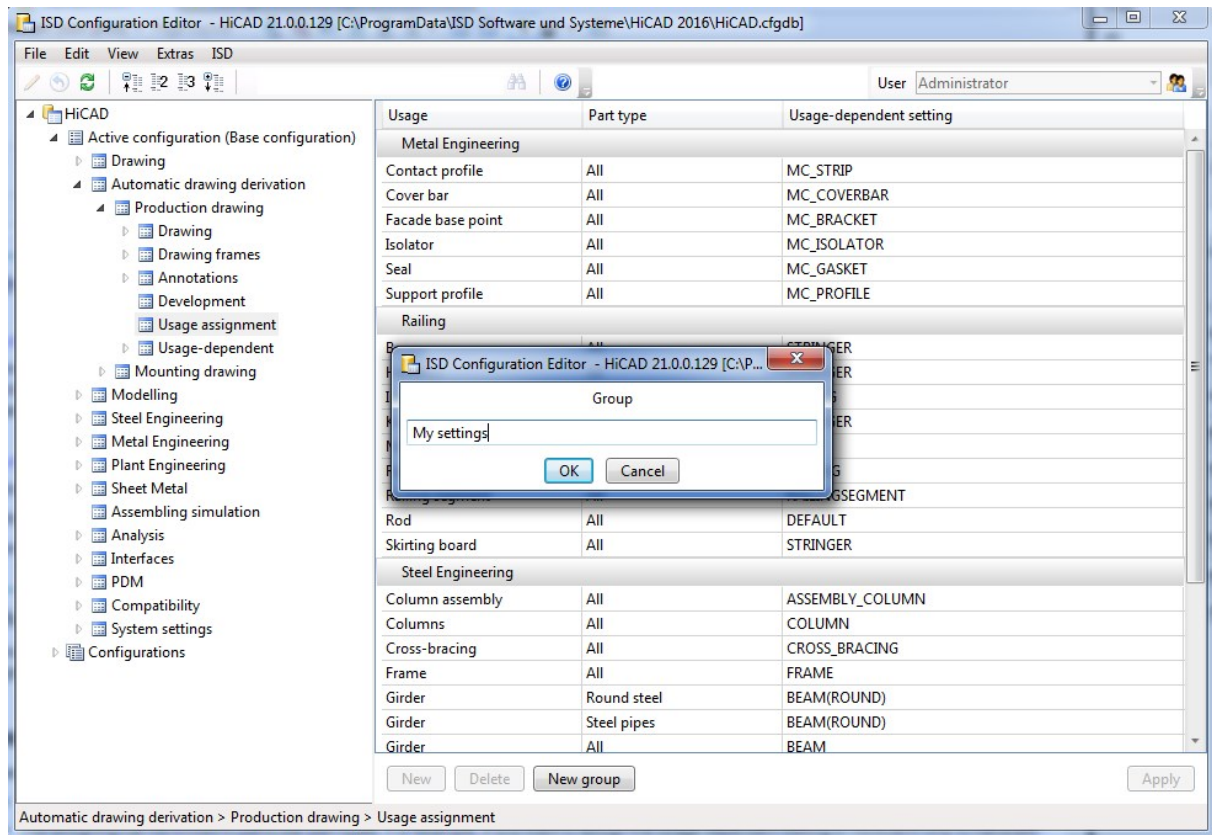 ISD Configuration Editor - HiCAD 21.0.0.129 [C:\ProgramData\ISD Software und Systeme\HiCAD 2016\HiCAD.cfgdb]
File Edit View Extras ISD
User Administrator
HiCAD
Active configuration (Base configuration)
Drawing
Automatic drawing derivation
Production drawing
Drawing
Drawing frames
Annotations
Development
Usage assignment
Usage-dependent
Mounting drawing
Modelling
Steel Engineering
Metal Engineering
Plant Engineering
Sheet Metal
Assembling simulation
Analysis
Interfaces
PDM
Compatibility
System settings
Configurations
Usage Part type Usage-dependent setting
Metal Engineering
Contact profile All MC_STRIP
Cover bar All MC_COVERBAR
Facade base point All MC_BRACKET
Isolator All MC_ISOLATOR
Seal All MC_GASKET
Support profile All MC_PROFILE
Railing
ISD Configuration Editor - HiCAD 21.0.0.129 [C:\P...
Group
My settings
OK Cancel
Rod All DEFAULT
Skirting board All STRINGER
Steel Engineering
Column assembly All ASSEMBLY_COLUMN
Columns All COLUMN
Cross-bracing All CROSS_BRACING
Frame All FRAME
Girder Round steel BEAM(ROUND)
Girder Steel pipes BEAM(ROUND)
Girder All BEAM
New Delete New group Apply
Automatic drawing derivation > Production drawing > Usage assignment